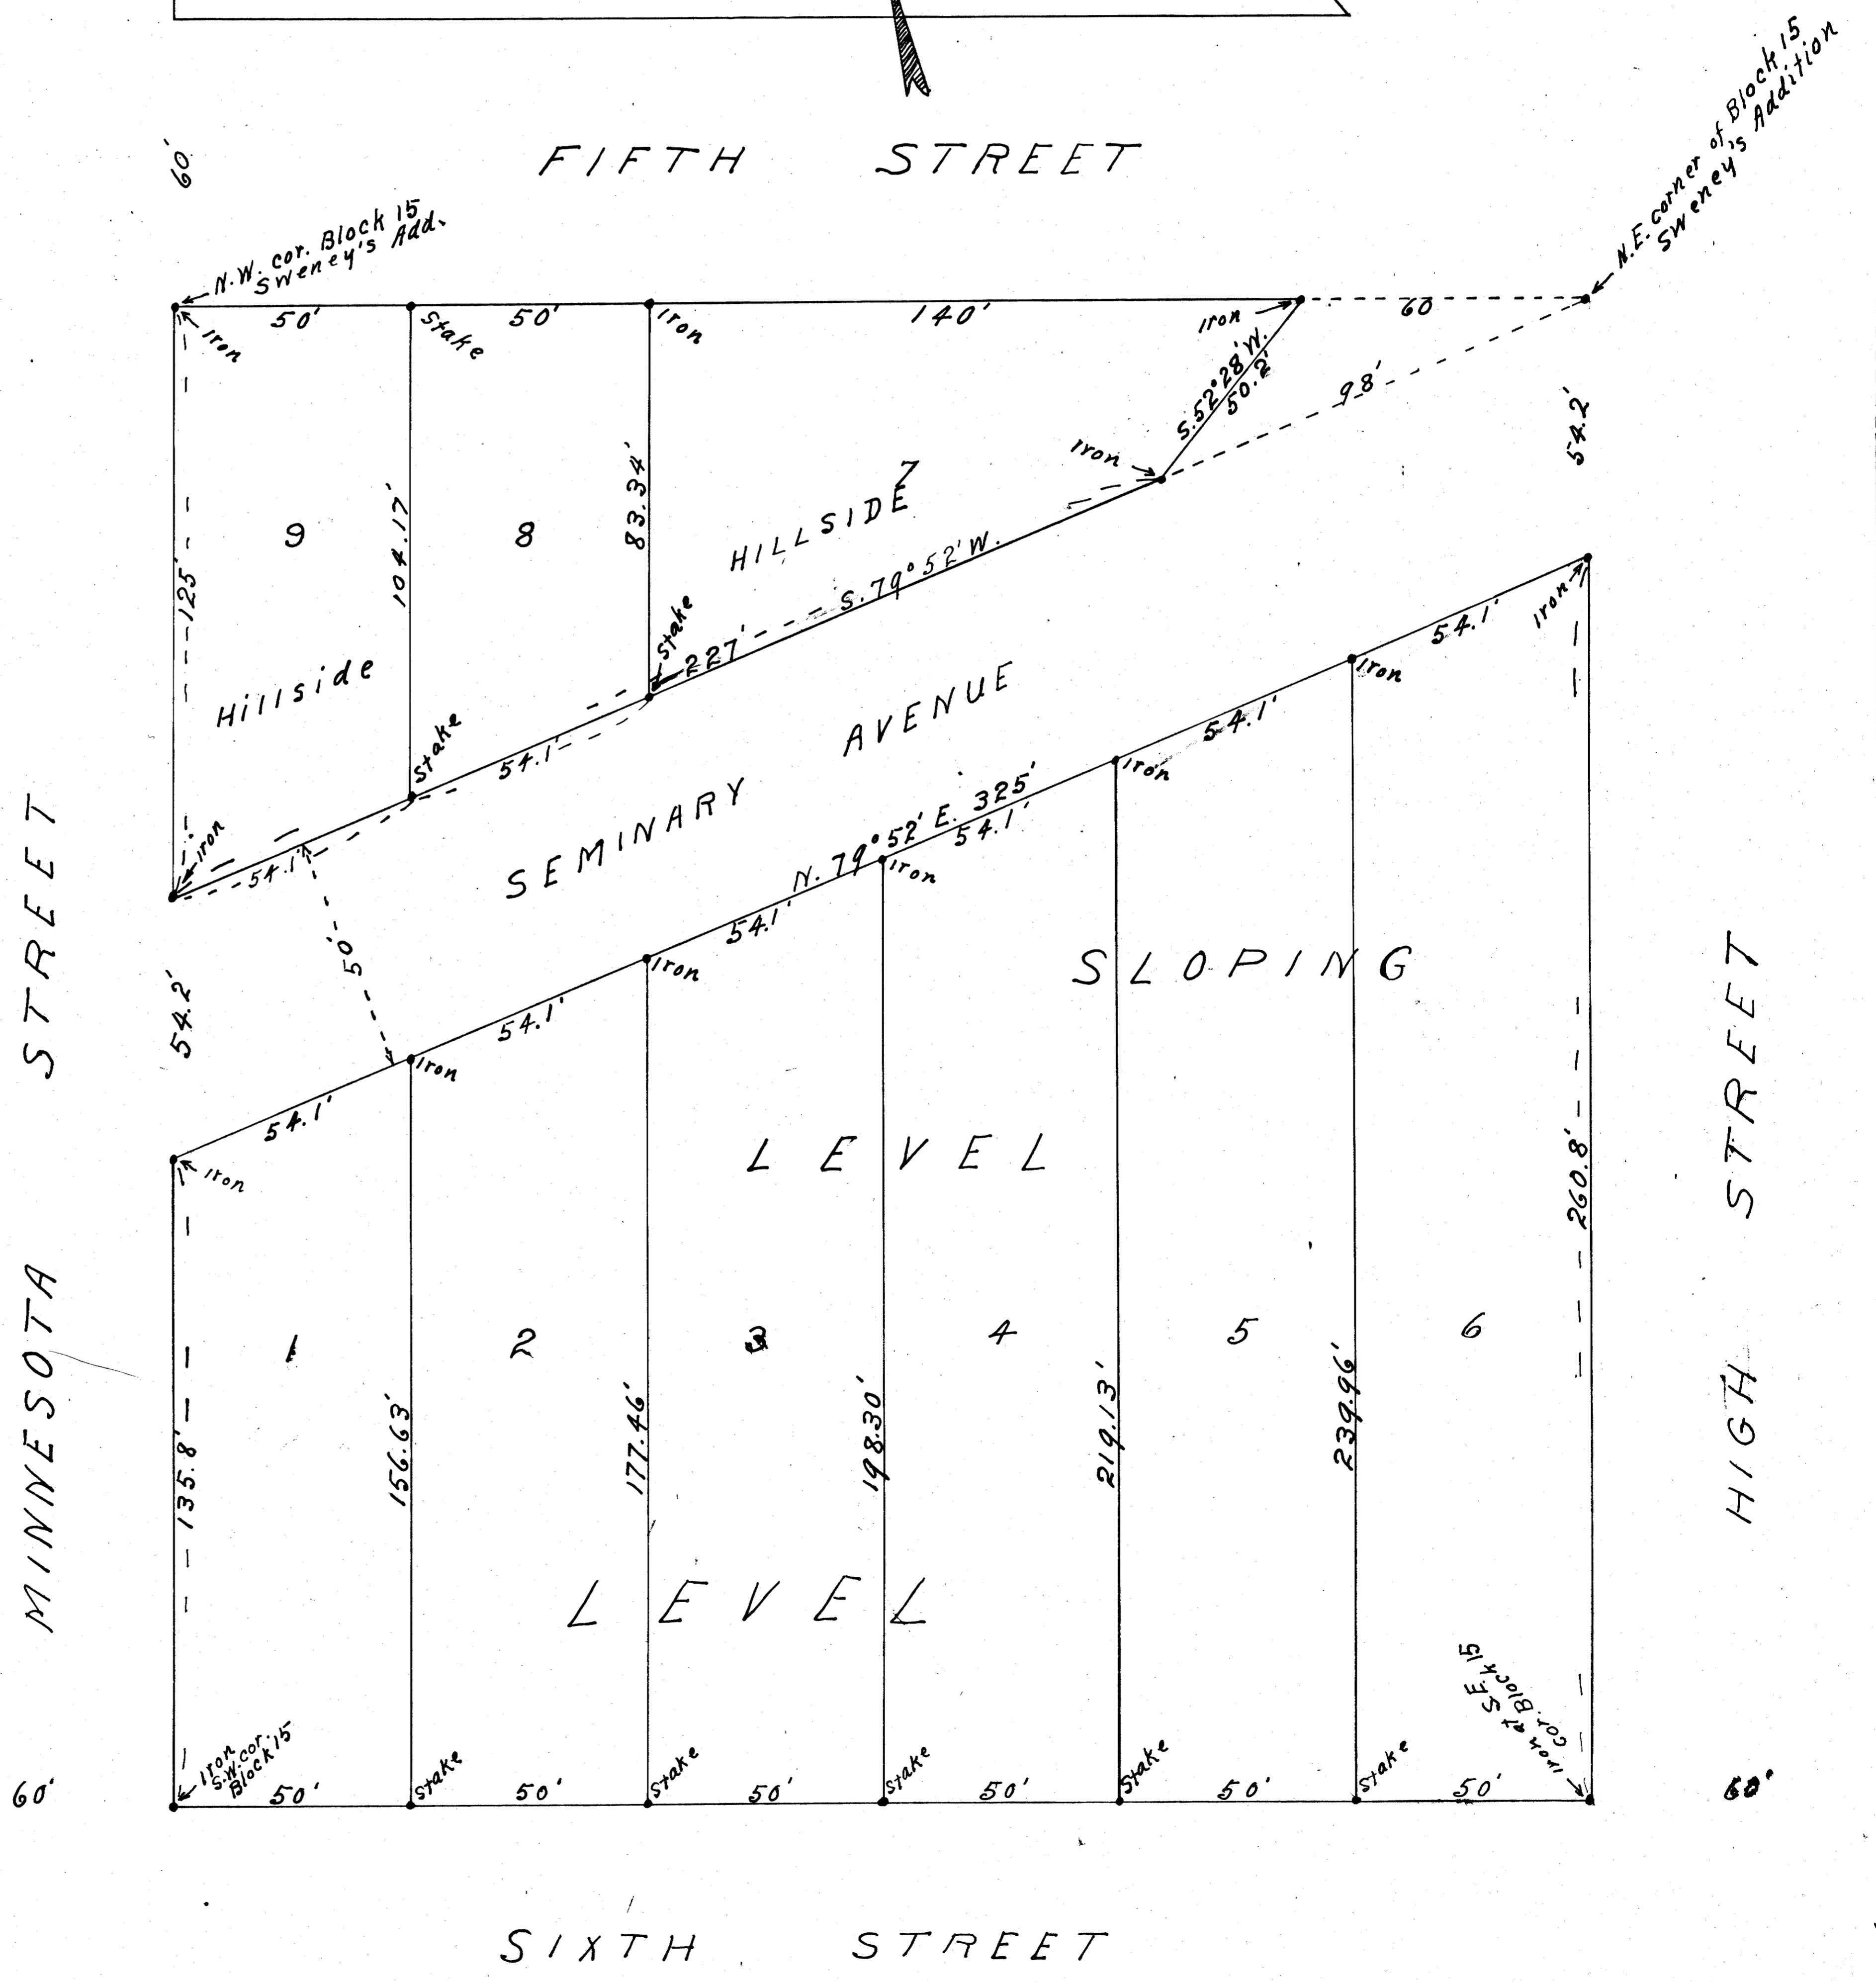 60'
FIFTH STREET
N.W. cor. Block 15
Sweney's Add.
N.E. corner of Block 15
Sweney's Addition
50'
50'
140'
60
Iron
Stake
Iron
Iron
S. 52° 28' W.
50.2'
98'
54.2'
Iron
125'
9
104.17'
8
83.34'
7
HILLSIDE
S. 79° 52' W.
227'
Stake
Hillside
Stake
Iron
54.1'
54.1'
50'
SEMINARY AVENUE
N. 79° 52' E. 325'
54.2'
54.1'
54.1'
54.1'
54.1'
54.1'
54.1'
Iron
Iron
Iron
Iron
Iron
Iron
Iron
SLOPING
LEVEL
LEVEL
1
2
3
4
5
6
135.8'
156.63'
177.46'
198.30'
219.13'
239.96'
260.8'
MINNESOTA STREET
HIGH STREET
Iron
S.W. cor.
Block 15
Stake
Stake
Stake
Stake
Stake
Iron at S.E.
cor. Block 15
60'
50'
50'
50'
50'
50'
50'
60'
SIXTH STREET